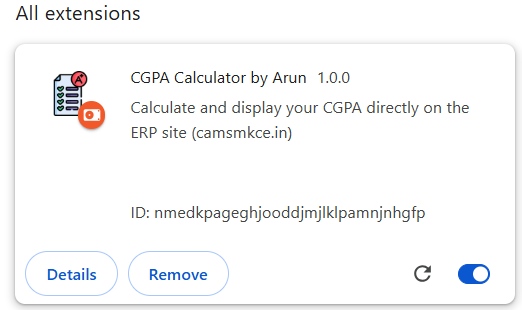 All extensions
CGPA Calculator by Arun 1.0.0
Calculate and display your CGPA directly on the
ERP site (camsmkce.in)
ID: nmedkpageghjooddjmjlklpamnjnhgfp
Details Remove